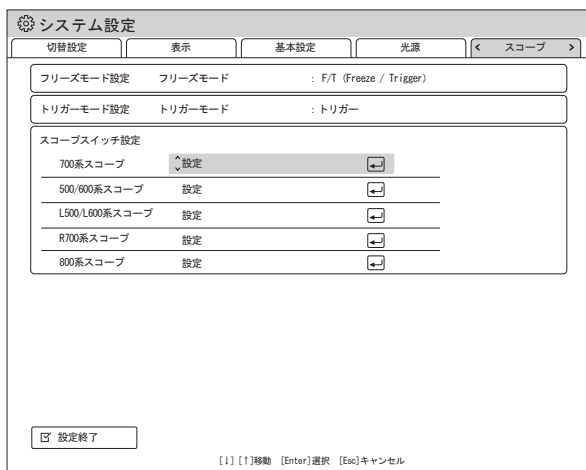 システム設定
切替設定 表示 基本設定 光源 < スコープ >
フリーズモード設定 フリーズモード : F/T (Freeze / Trigger)
トリガーモード設定 トリガーモード : トリガー
スコープスイッチ設定
700系スコープ 設定
500/600系スコープ 設定
L500/L600系スコープ 設定
R700系スコープ 設定
800系スコープ 設定
設定終了
[↓] [↑]移動 [Enter]選択 [Esc]キャンセル